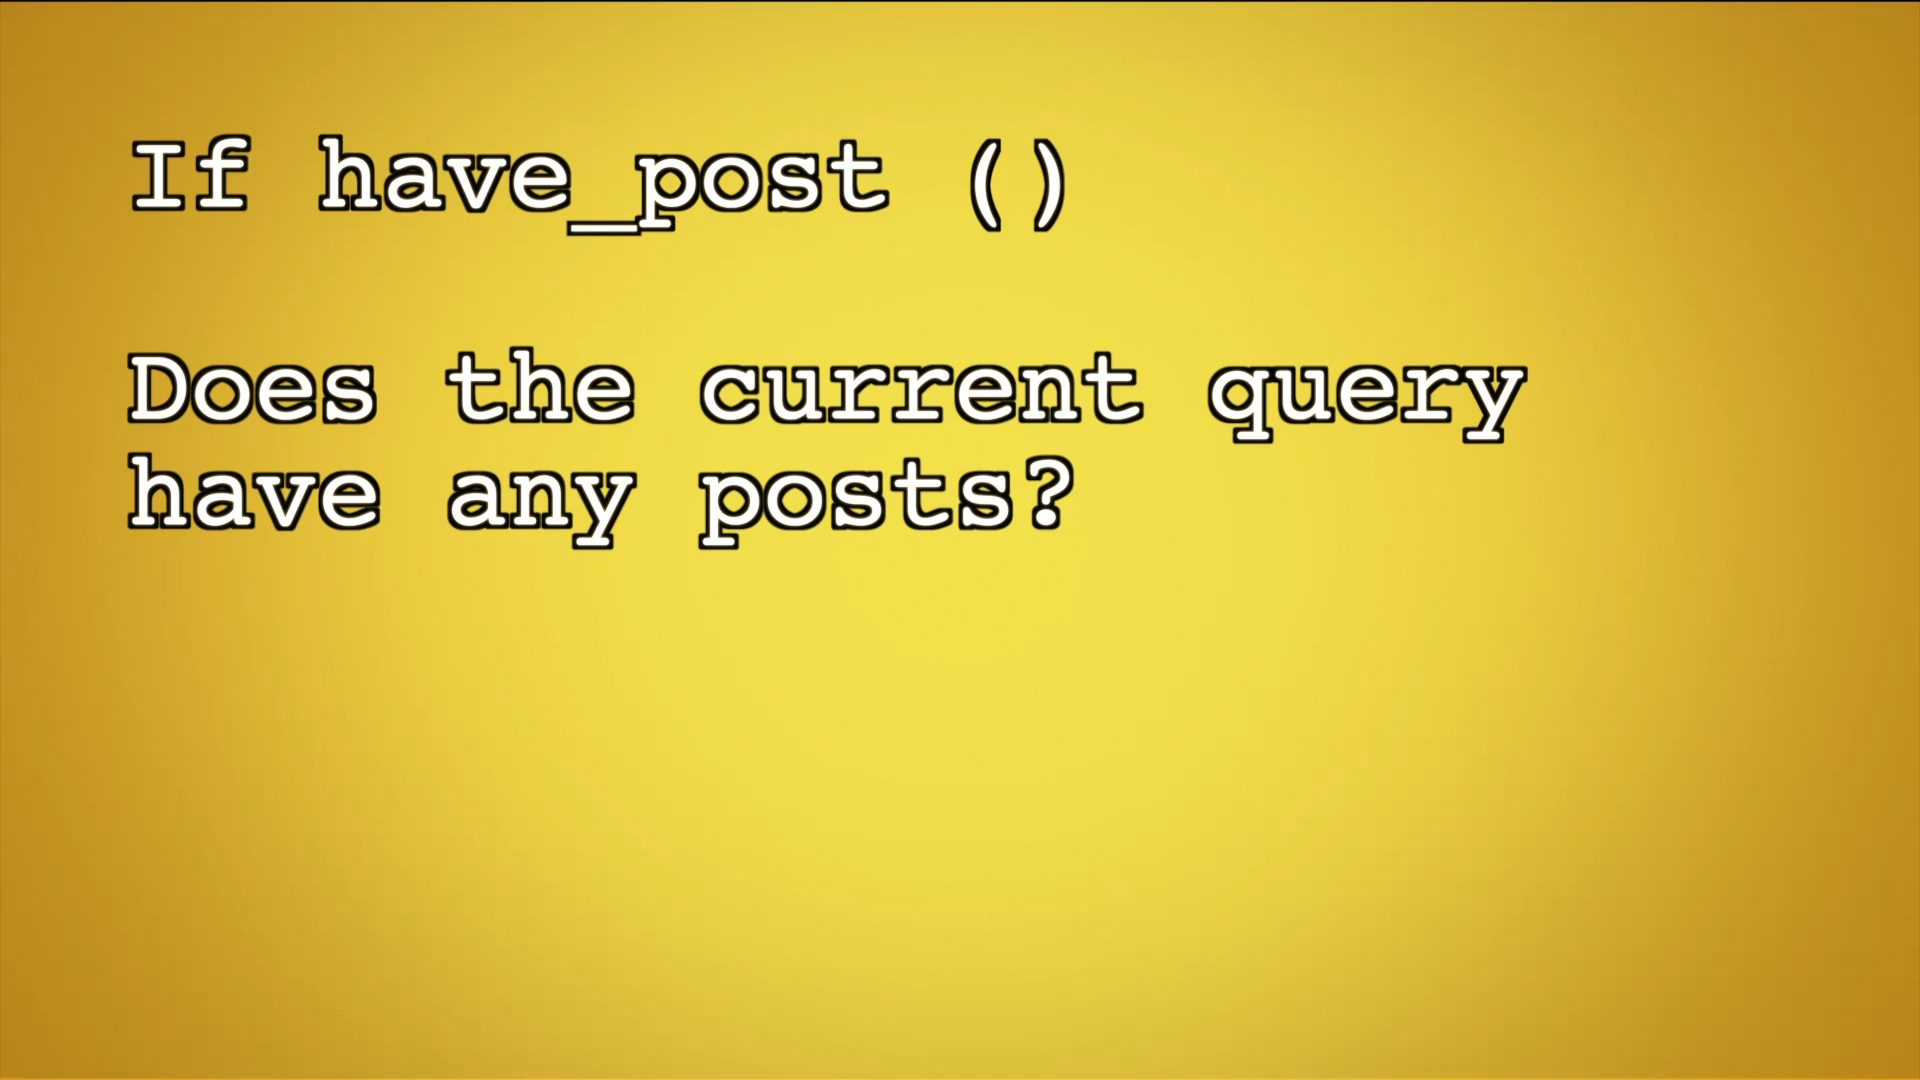 If have_post ()
Does the current query
have any posts?